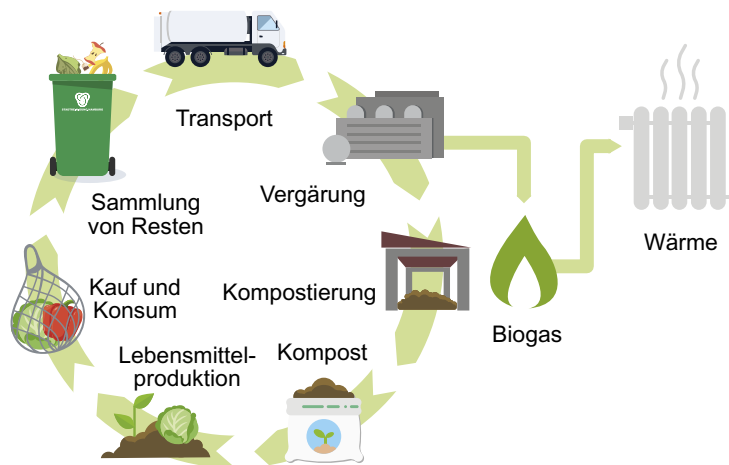 Transport
Vergärung
Sammlung
von Resten
Wärme
Kauf und
Konsum
Kompostierung
Biogas
Lebensmittel-
produktion
Kompost